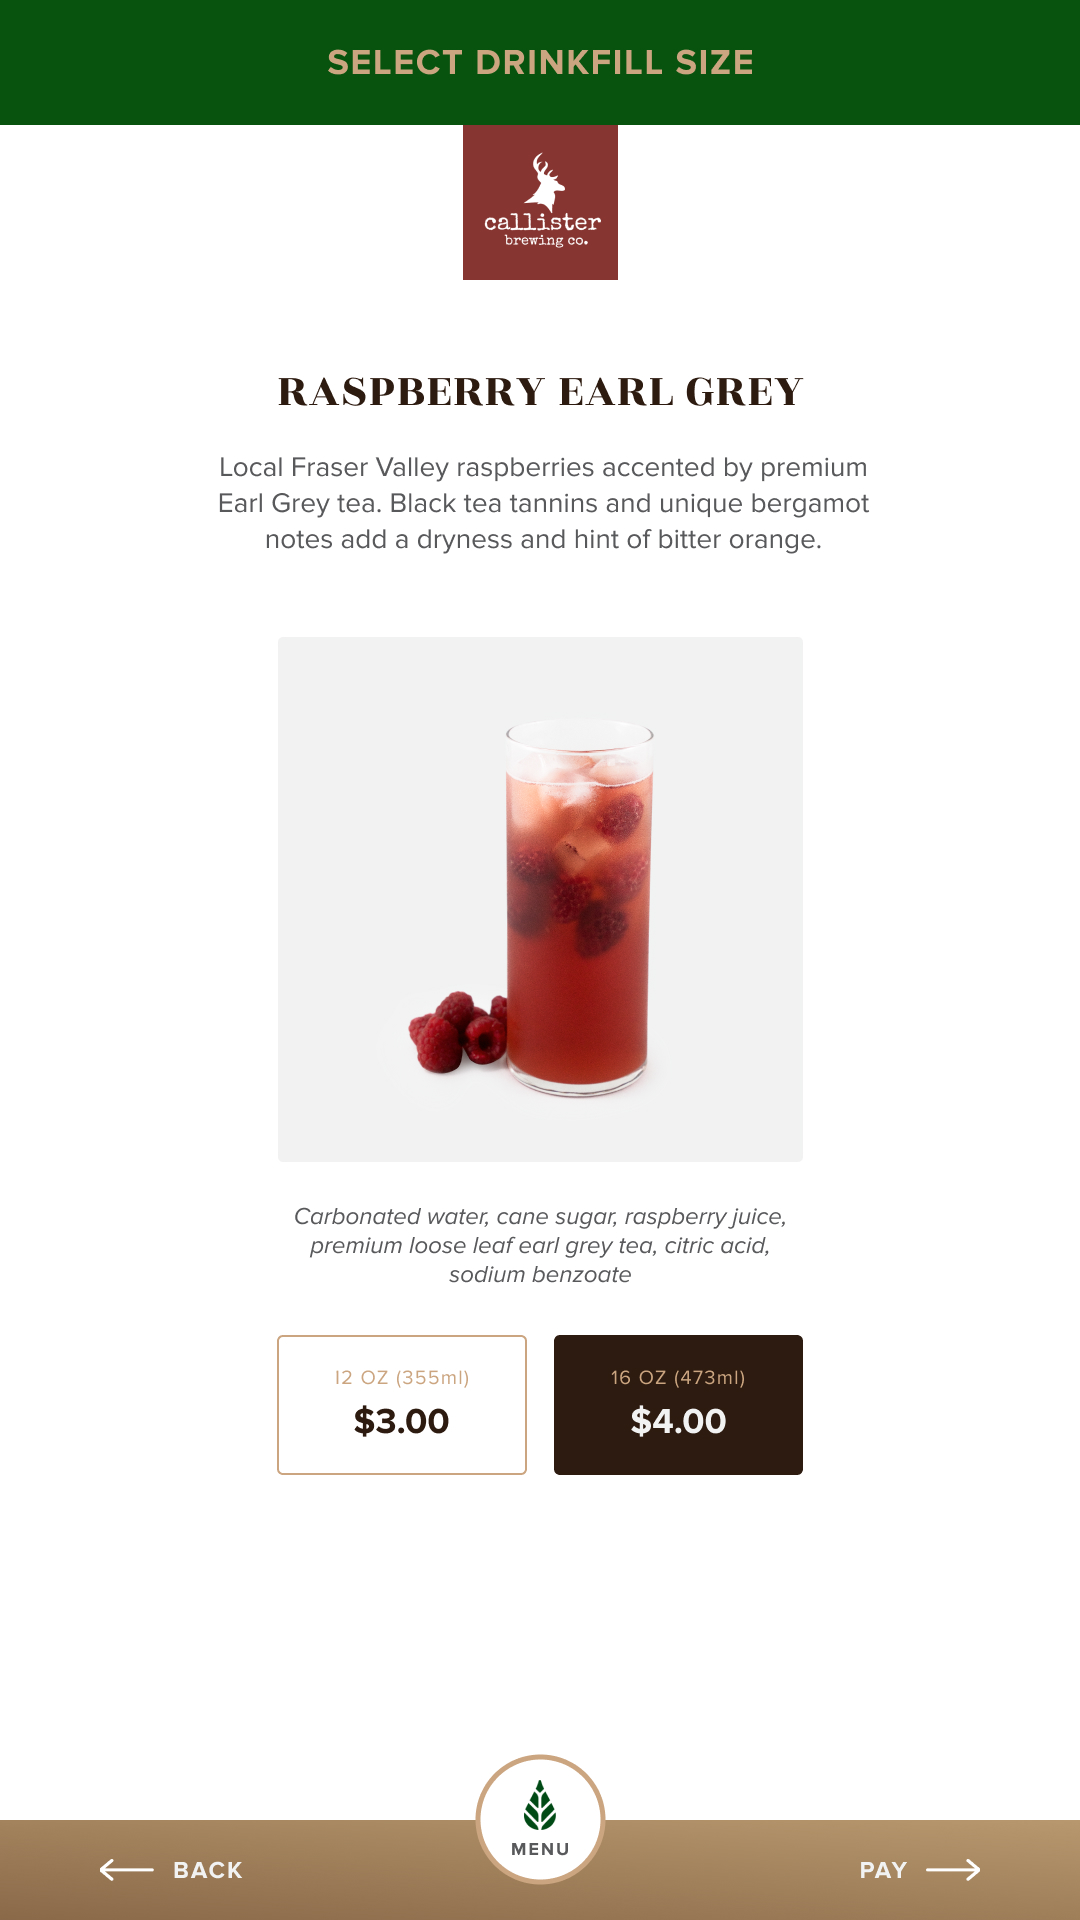 SELECT DRINKFILL SIZE
callister
brewing co.
RASPBERRY EARL GREY
Local Fraser Valley raspberries accented by premium
Earl Grey tea. Black tea tannins and unique bergamot
notes add a dryness and hint of bitter orange.
Carbonated water, cane sugar, raspberry juice,
premium loose leaf earl grey tea, citric acid,
sodium benzoate
12 OZ (355ml)
$3.00
16 OZ (473ml)
$4.00
BACK
MENU
PAY